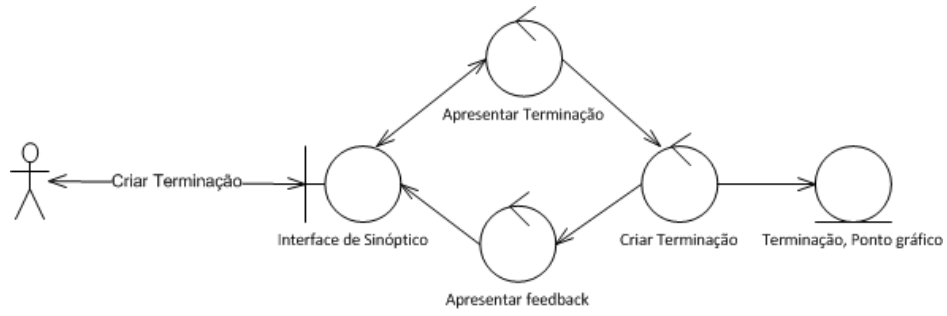 Apresentar Terminação
Criar Terminação
Interface de Sinóptico
Criar Terminação
Terminação, Ponto gráfico
Apresentar feedback